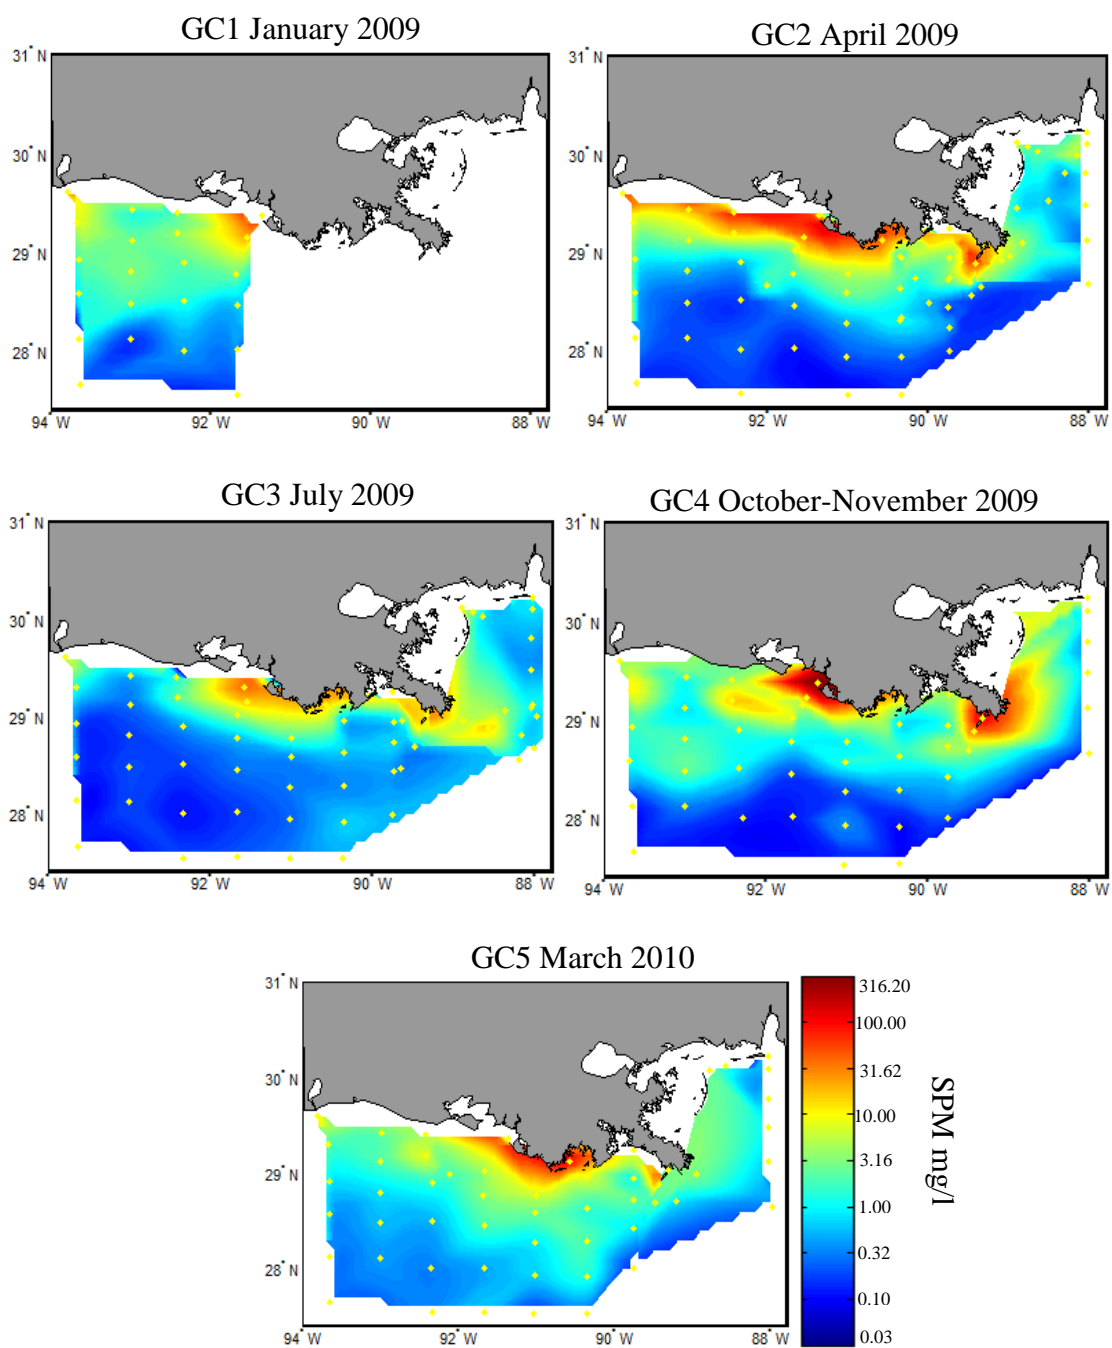 GC1 January 2009
31° N
30° N
29° N
28° N
94° W 92° W 90° W 88° W
GC2 April 2009
31° N
30° N
29° N
28° N
94° W 92° W 90° W 88° W
GC3 July 2009
31° N
30° N
29° N
28° N
94° W 92° W 90° W 88° W
GC4 October-November 2009
31° N
30° N
29° N
28° N
94° W 92° W 90° W 88° W
GC5 March 2010
31° N
30° N
29° N
28° N
94° W 92° W 90° W 88° W
316.20
100.00
31.62
10.00
3.16
1.00
0.32
0.10
0.03
SPM mg/l